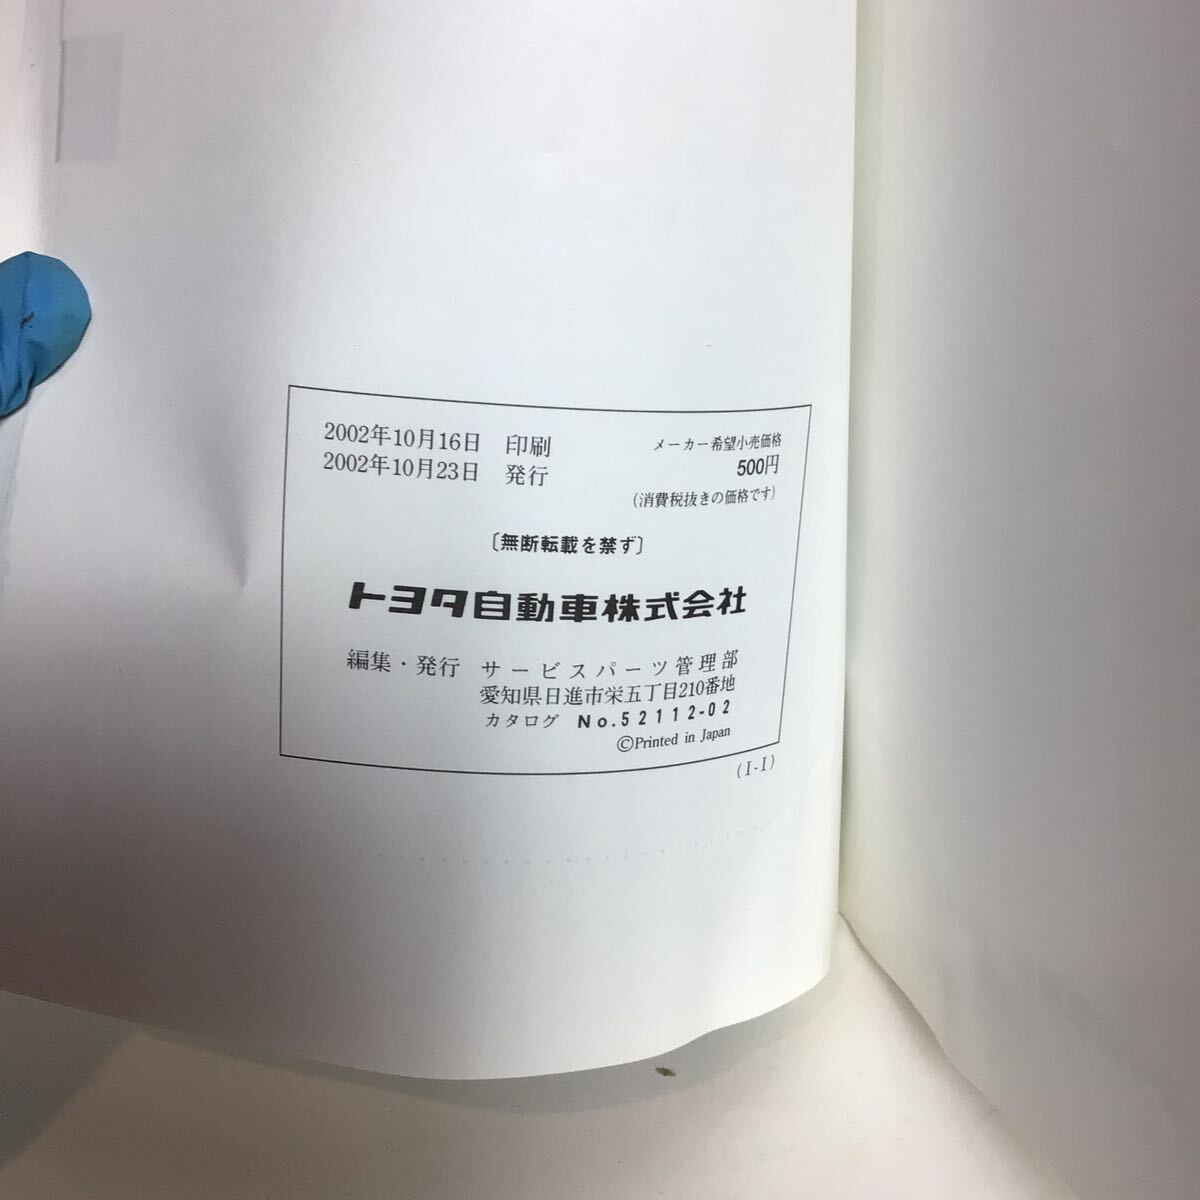 2002年10月16日 印刷
2002年10月23日 発行
メーカー希望小売価格
500円
(消費税抜きの価格です)
〔無断転載を禁ず〕
トヨタ自動車株式会社
編集・発行 サービスパーツ管理部
愛知県日進市栄五丁目210番地
カタログ No.52112-02
©Printed in Japan
(I-I)